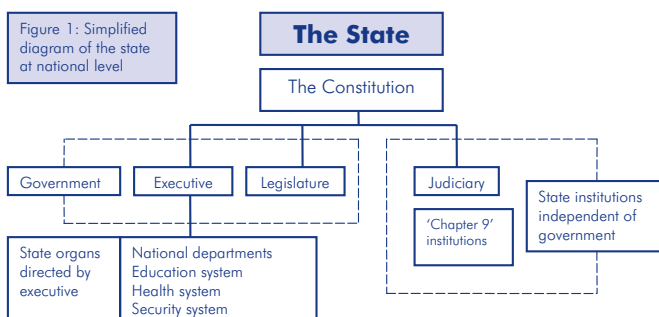 Figure 1: Simplified
diagram of the state
at national level
The State
The Constitution
Government
Executive
Legislature
Judiciary
State institutions
independent of
government
‘Chapter 9’
institutions
State organs
directed by
executive
National departments
Education system
Health system
Security system